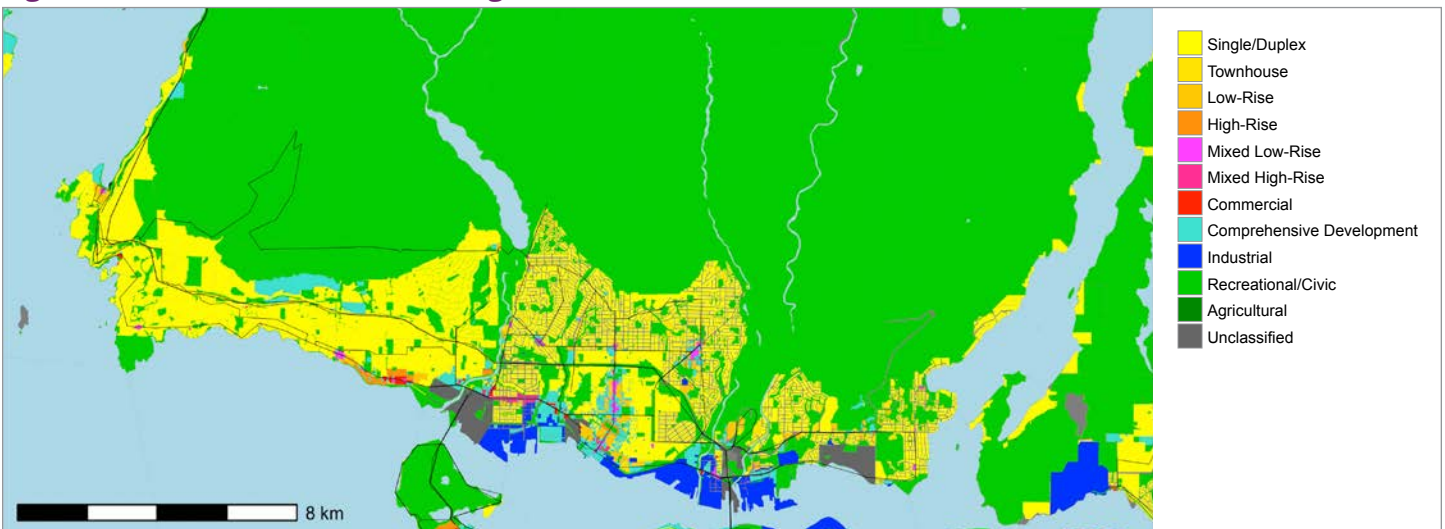 Single/Duplex
Townhouse
Low-Rise
High-Rise
Mixed Low-Rise
Mixed High-Rise
Commercial
Comprehensive Development
Industrial
Recreational/Civic
Agricultural
Unclassified
8 km